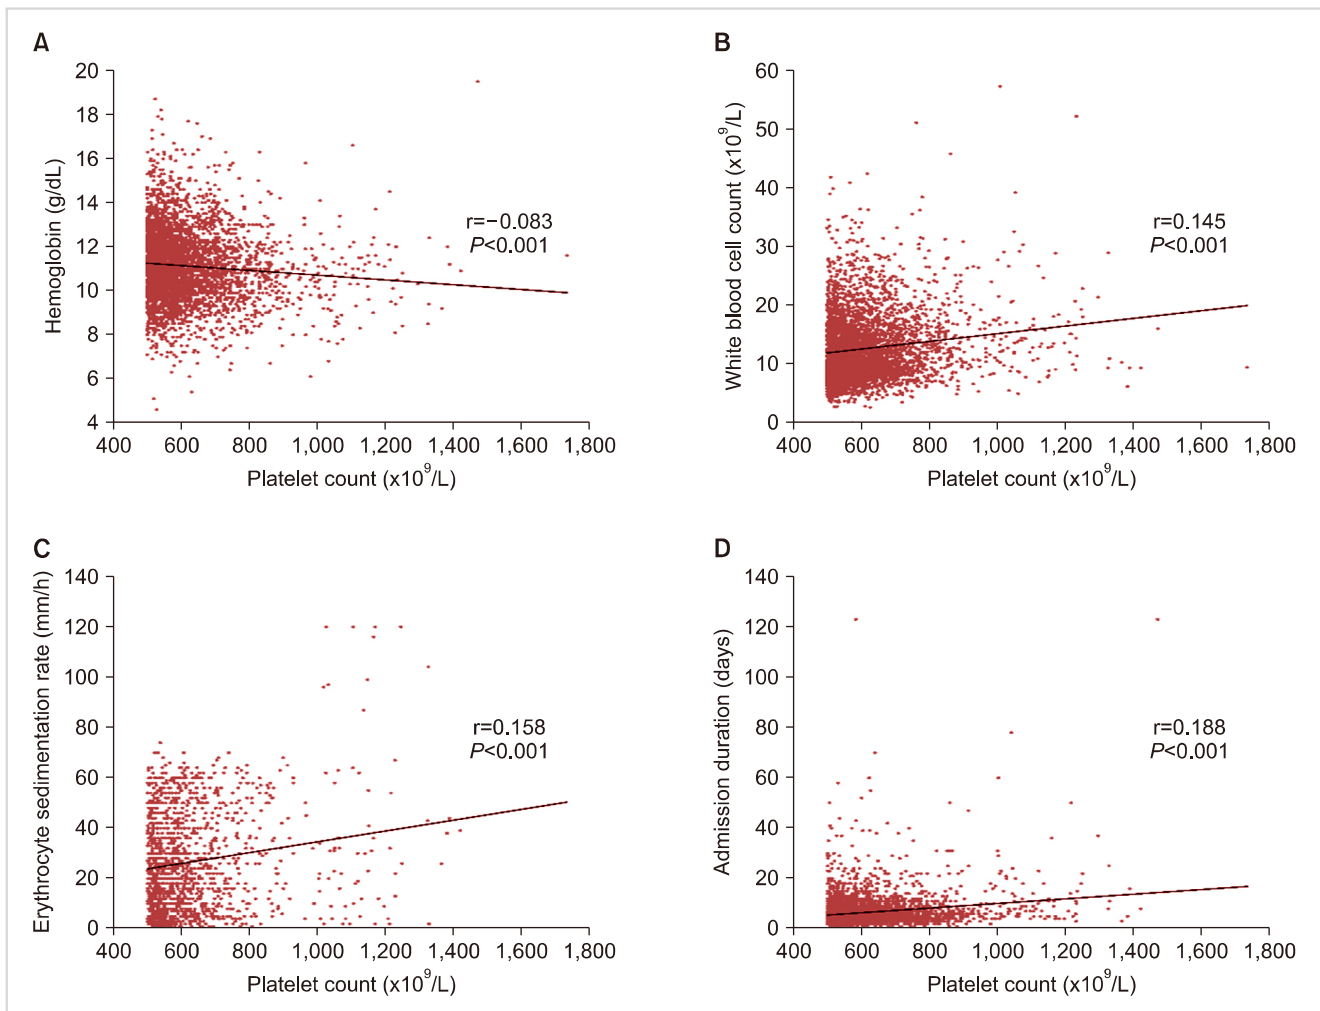 A
Hemoglobin (g/dL)
20
18
16
14
12
10
8
6
4
r=−0.083
P<0.001
400 600 800 1,000 1,200 1,400 1,600 1,800
Platelet count (x10⁹/L)
B
White blood cell count (x10⁹/L)
60
50
40
30
20
10
0
r=0.145
P<0.001
400 600 800 1,000 1,200 1,400 1,600 1,800
Platelet count (x10⁹/L)
C
Erythrocyte sedimentation rate (mm/h)
140
120
100
80
60
40
20
0
r=0.158
P<0.001
400 600 800 1,000 1,200 1,400 1,600 1,800
Platelet count (x10⁹/L)
D
Admission duration (days)
140
120
100
80
60
40
20
0
r=0.188
P<0.001
400 600 800 1,000 1,200 1,400 1,600 1,800
Platelet count (x10⁹/L)